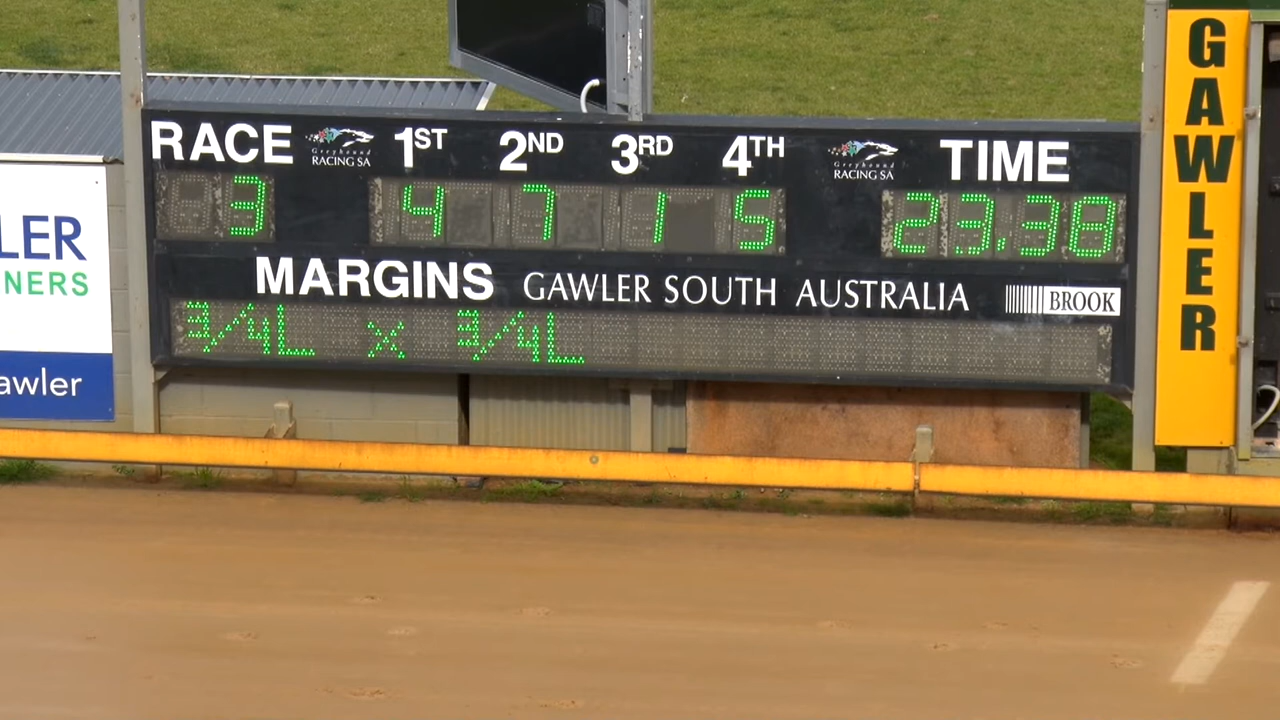 RACE Greyhound RACING SA 1ST 2ND 3RD 4TH Greyhound RACING SA TIME
3 4 7 1 5 23.38
MARGINS GAWLER SOUTH AUSTRALIA BROOK
3/4L x 3/4L
GAWLER
LER
NERS
awler